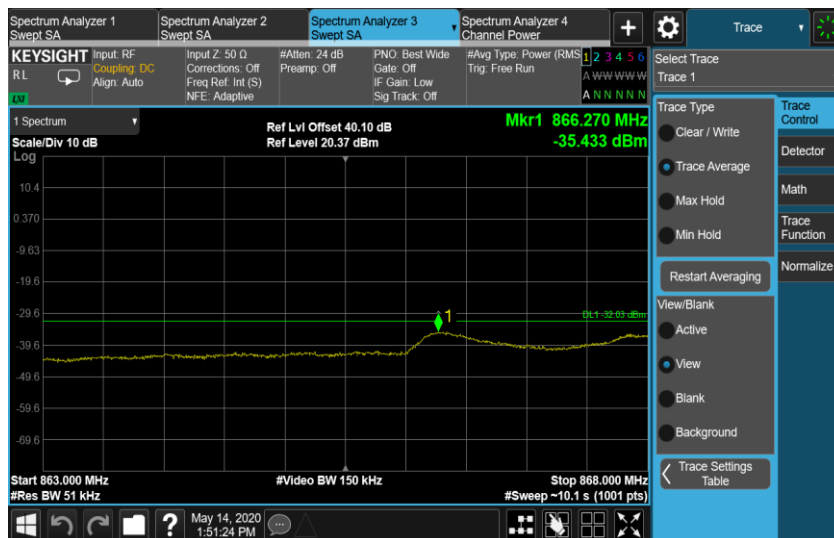 Spectrum Analyzer 1
Swept SA
Spectrum Analyzer 2
Swept SA
Spectrum Analyzer 3
Swept SA
Spectrum Analyzer 4
Channel Power
+
Trace
KEYSIGHT
RL
LXI
Input: RF
Coupling: DC
Align: Auto
Input Z: 50 Ω
Corrections: Off
Freq Ref: Int (S)
NFE: Adaptive
#Atten: 24 dB
Preamp: Off
PNO: Best Wide
Gate: Off
IF Gain: Low
Sig Track: Off
#Avg Type: Power (RMS
Trig: Free Run
1 2 3 4 5 6
A W W W W W
A N N N N N
Select Trace
Trace 1
1 Spectrum
Scale/Div 10 dB
Ref Lvl Offset 40.10 dB
Ref Level 20.37 dBm
Mkr1 866.270 MHz
-35.433 dBm
Log
10.4
0.370
-9.63
-19.6
-29.6
-39.6
-49.6
-59.6
-69.6
1
DL1 -32.03 dBm
Start 863.000 MHz
#Res BW 51 kHz
#Video BW 150 kHz
Stop 868.000 MHz
#Sweep ~10.1 s (1001 pts)
Trace Type
Clear / Write
Trace Average
Max Hold
Min Hold
Restart Averaging
View/Blank
Active
View
Blank
Background
Trace Settings
Table
Trace
Control
Detector
Math
Trace
Function
Normalize
?
May 14, 2020
1:51:24 PM